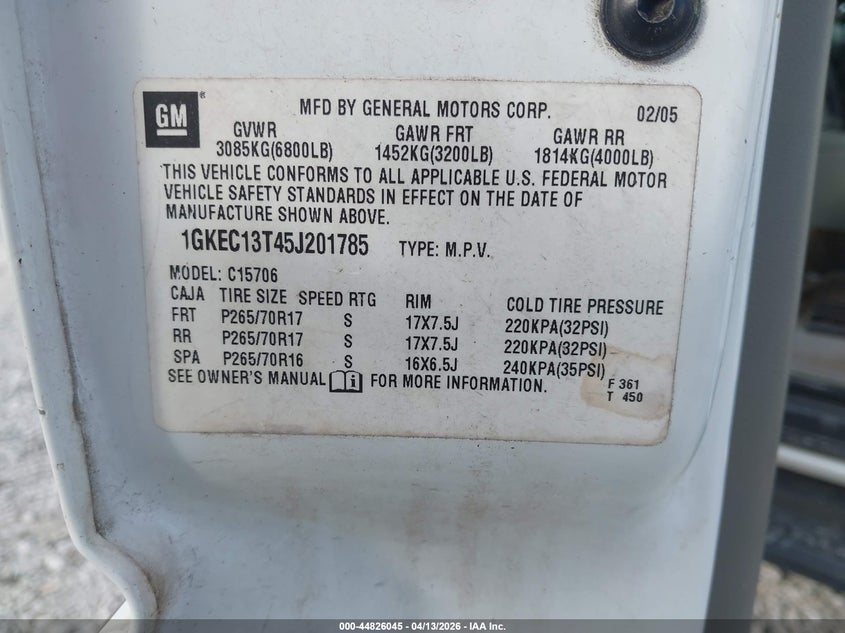 GM® MFD BY GENERAL MOTORS CORP. 02/05
GVWR GAWR FRT GAWR RR
3085KG(6800LB) 1452KG(3200LB) 1814KG(4000LB)
THIS VEHICLE CONFORMS TO ALL APPLICABLE U.S. FEDERAL MOTOR
VEHICLE SAFETY STANDARDS IN EFFECT ON THE DATE OF
MANUFACTURE SHOWN ABOVE.
1GKEC13T45J201785 TYPE: M.P.V.
MODEL: C15706
CAJA TIRE SIZE SPEED RTG RIM COLD TIRE PRESSURE
FRT P265/70R17 S 17X7.5J 220KPA(32PSI)
RR P265/70R17 S 17X7.5J 220KPA(32PSI)
SPA P265/70R16 S 16X6.5J 240KPA(35PSI)
SEE OWNER'S MANUAL FOR MORE INFORMATION.
F 361
T 450
000-44826045 - 04/13/2026 - IAA Inc.